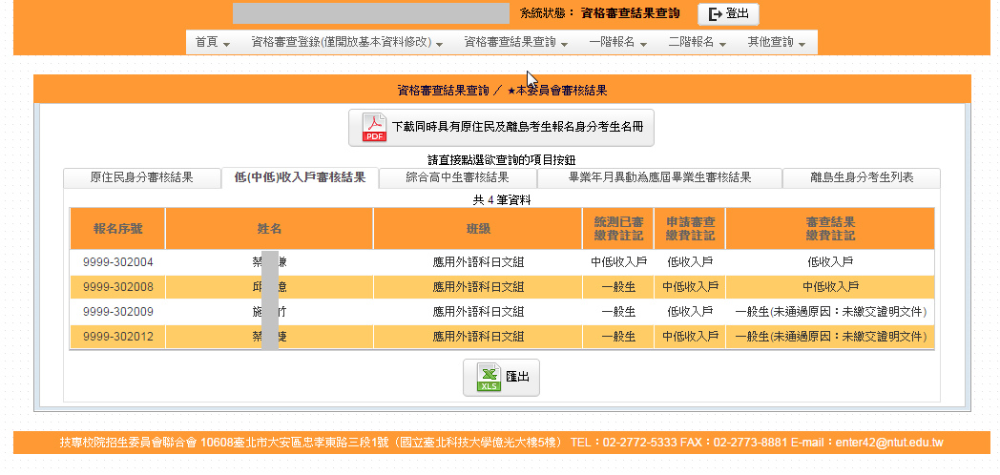 系統狀態： 資格審查結果查詢 登出
首頁 資格審查登錄(僅開放基本資料修改) 資格審查結果查詢 一階報名 二階報名 其他查詢
資格審查結果查詢 ／ ★本委員會審核結果
PDF 下載同時具有原住民及離島考生報名身分考生名冊
請直接點選欲查詢的項目按鈕
原住民身分審核結果 低(中低)收入戶審核結果 綜合高中生審核結果 畢業年月異動為應屆畢業生審核結果 離島生身分考生列表
共 4 筆資料
報名序號 姓名 班級 統測已審繳費註記 申請審查繳費註記 審查結果繳費註記
9999-302004 蔡 謙 應用外語科日文組 中低收入戶 低收入戶 低收入戶
9999-302008 邱 憶 應用外語科日文組 一般生 中低收入戶 中低收入戶
9999-302009 施 竹 應用外語科日文組 一般生 低收入戶 一般生(未通過原因：未繳交證明文件)
9999-302012 蔡 婕 應用外語科日文組 一般生 中低收入戶 一般生(未通過原因：未繳交證明文件)
XLS 匯出
技專校院招生委員會聯合會 10608臺北市大安區忠孝東路三段1號（國立臺北科技大學億光大樓5樓） TEL：02-2772-5333 FAX：02-2773-8881 E-mail：enter42@ntut.edu.tw